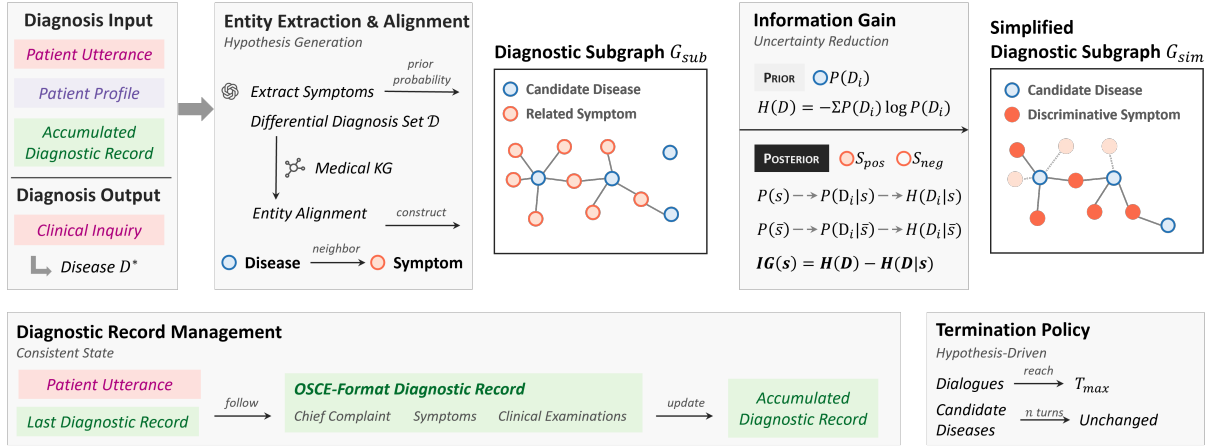 Diagnosis Input
Patient Utterance
Patient Profile
Accumulated
Diagnostic Record
Diagnosis Output
Clinical Inquiry
Disease D*
Entity Extraction & Alignment
Hypothesis Generation
prior
probability
Extract Symptoms
Differential Diagnosis Set 𝒟
Medical KG
Entity Alignment
construct
neighbor
Disease
Symptom
Diagnostic Subgraph G_sub
Candidate Disease
Related Symptom
Information Gain
Uncertainty Reduction
PRIOR
P(D_i)
H(D) = −ΣP(D_i) log P(D_i)
POSTERIOR
S_pos
S_neg
P(s) → P(D_i|s) → H(D_i|s)
P(s̄) → P(D_i|s̄) → H(D_i|s̄)
IG(s) = H(D) − H(D|s)
Simplified
Diagnostic Subgraph G_sim
Candidate Disease
Discriminative Symptom
Diagnostic Record Management
Consistent State
Patient Utterance
Last Diagnostic Record
follow
OSCE-Format Diagnostic Record
Chief Complaint Symptoms Clinical Examinations
update
Accumulated
Diagnostic Record
Termination Policy
Hypothesis-Driven
reach
Dialogues
T_max
Candidate
Diseases
n turns
Unchanged